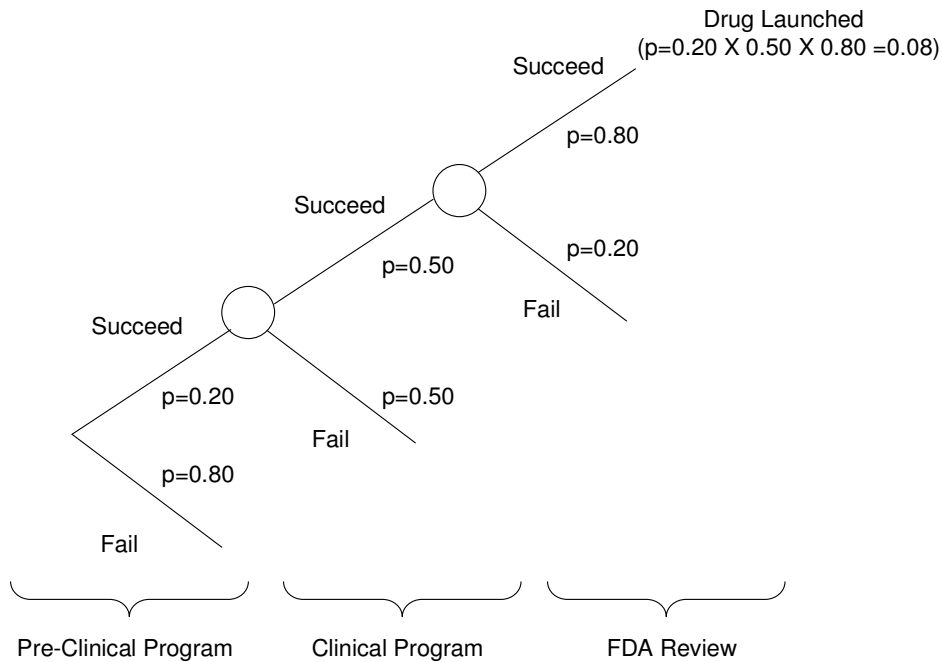 Drug Launched
(p=0.20 X 0.50 X 0.80 =0.08)
Succeed
p=0.80
Succeed
p=0.20
p=0.50
Fail
Succeed
p=0.20
p=0.50
Fail
p=0.80
Fail
Pre-Clinical Program
Clinical Program
FDA Review